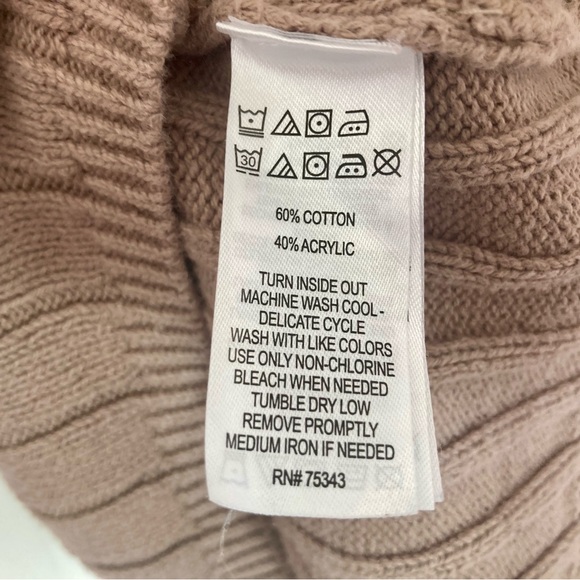 30
60% COTTON
40% ACRYLIC
TURN INSIDE OUT
MACHINE WASH COOL -
DELICATE CYCLE
WASH WITH LIKE COLORS
USE ONLY NON-CHLORINE
BLEACH WHEN NEEDED
TUMBLE DRY LOW
REMOVE PROMPTLY
MEDIUM IRON IF NEEDED
RN# 75343